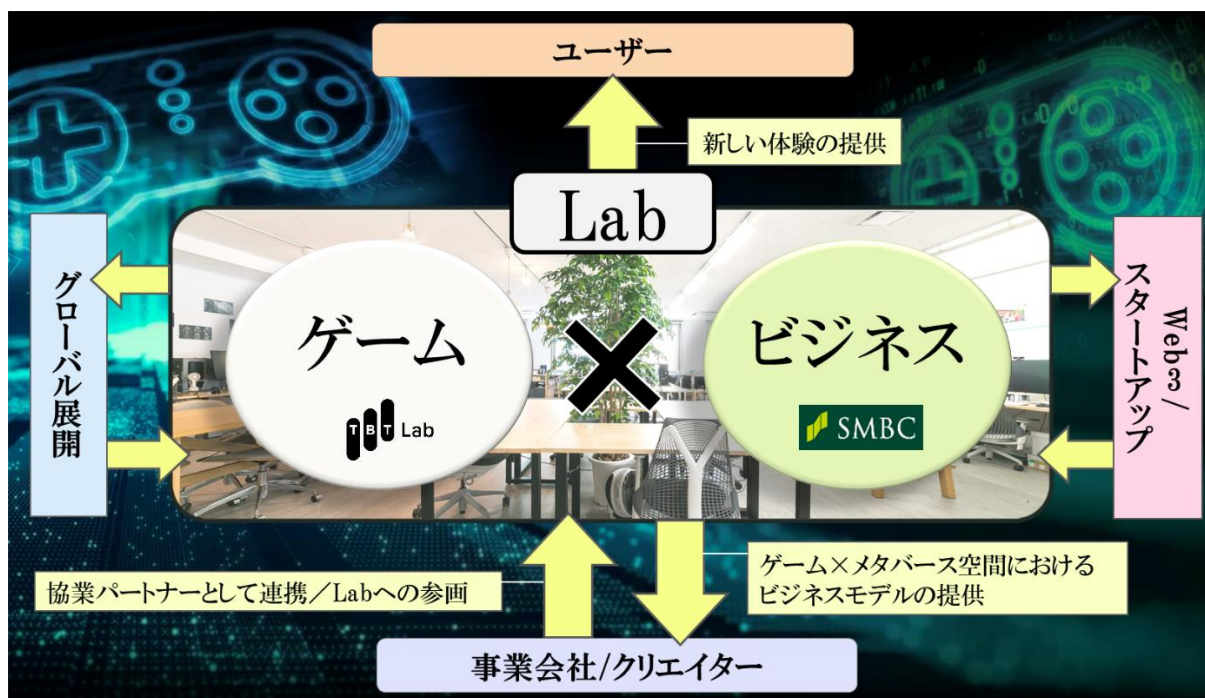 ユーザー
新しい体験の提供
Lab
グローバル展開
ゲーム
TBT Lab
×
ビジネス
SMBC
Web3/
スタートアップ
協業パートナーとして連携/Labへの参画
ゲーム×メタバース空間における
ビジネスモデルの提供
事業会社/クリエイター